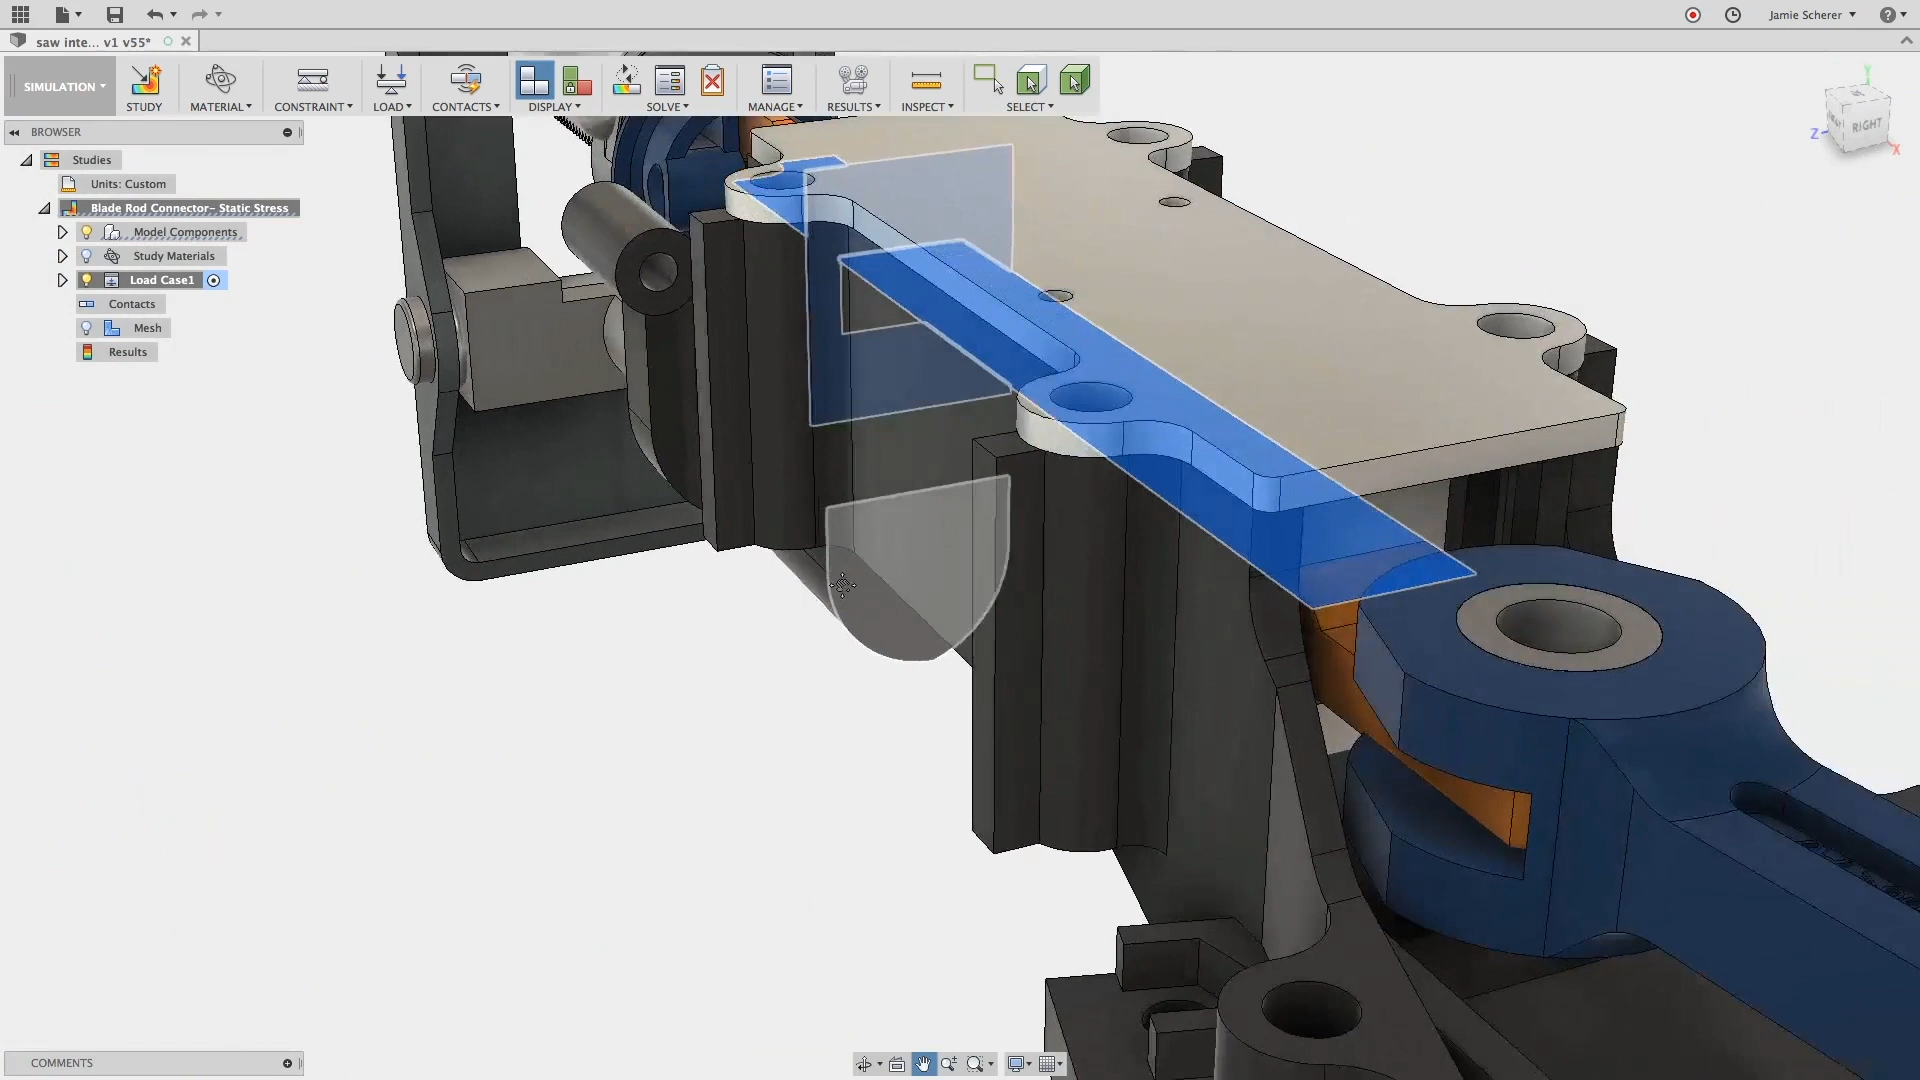 Jamie Scherer
?
saw inte... v1 v55*
SIMULATION
STUDY
MATERIAL
CONSTRAINT
LOAD
CONTACTS
DISPLAY
SOLVE
MANAGE
RESULTS
INSPECT
SELECT
Y
Z
RIGHT
X
BROWSER
Studies
Units: Custom
Blade Rod Connector- Static Stress
Model Components
Study Materials
Load Case1
Contacts
Mesh
Results
COMMENTS